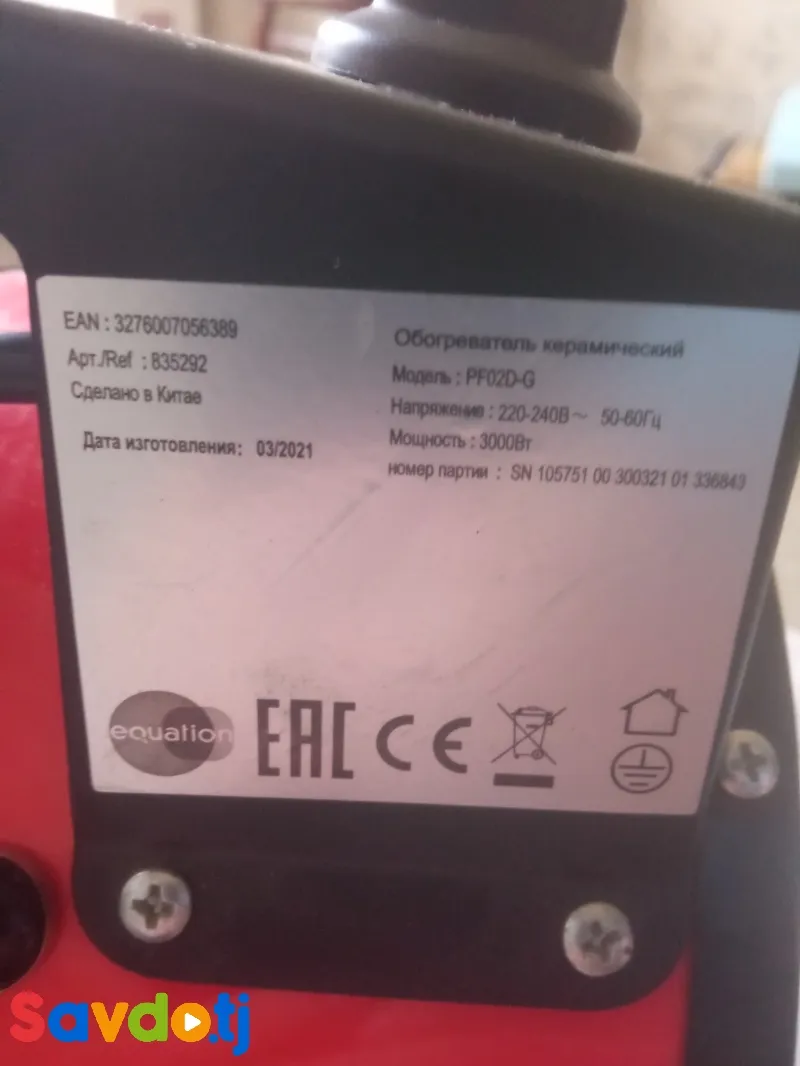 EAN : 3276007056389
Арт./Ref : 835292
Сделано в Китае
Дата изготовления: 03/2021
Обогреватель керамический
Модель : PF02D-G
Напряжение : 220-240В ~ 50-60Гц
Мощность : 3000Вт
номер партии : SN 105751 00 300321 01 336843
equation
EAC CE
Savdo.tj